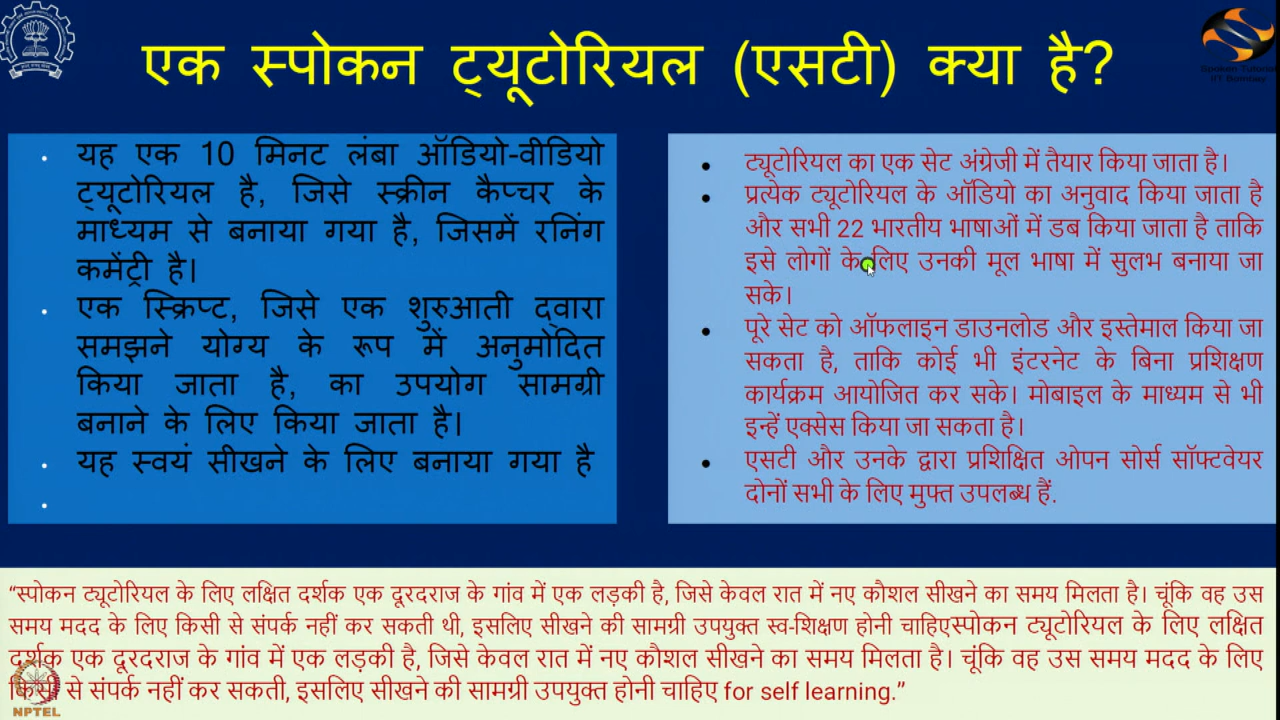 एक स्पोकन ट्यूटोरियल (एसटी) क्या है?
Spoken Tutorial
IIT Bombay
यह एक 10 मिनट लंबा ऑडियो-वीडियो
ट्यूटोरियल है, जिसे स्क्रीन कैप्चर के
माध्यम से बनाया गया है, जिसमें रनिंग
कमेंट्री है।
एक स्क्रिप्ट, जिसे एक शुरुआती द्वारा
समझने योग्य के रूप में अनुमोदित
किया जाता है, का उपयोग सामग्री
बनाने के लिए किया जाता है।
यह स्वयं सीखने के लिए बनाया गया है
ट्यूटोरियल का एक सेट अंग्रेजी में तैयार किया जाता है।
प्रत्येक ट्यूटोरियल के ऑडियो का अनुवाद किया जाता है
और सभी 22 भारतीय भाषाओं में डब किया जाता है ताकि
इसे लोगों के लिए उनकी मूल भाषा में सुलभ बनाया जा
सके।
पूरे सेट को ऑफलाइन डाउनलोड और इस्तेमाल किया जा
सकता है, ताकि कोई भी इंटरनेट के बिना प्रशिक्षण
कार्यक्रम आयोजित कर सके। मोबाइल के माध्यम से भी
इन्हें एक्सेस किया जा सकता है।
एसटी और उनके द्वारा प्रशिक्षित ओपन सोर्स सॉफ्टवेयर
दोनों सभी के लिए मुफ्त उपलब्ध हैं.
“स्पोकन ट्यूटोरियल के लिए लक्षित दर्शक एक दूरदराज के गांव में एक लड़की है, जिसे केवल रात में नए कौशल सीखने का समय मिलता है। चूंकि वह उस
समय मदद के लिए किसी से संपर्क नहीं कर सकती थी, इसलिए सीखने की सामग्री उपयुक्त स्व-शिक्षण होनी चाहिएस्पोकन ट्यूटोरियल के लिए लक्षित
दर्शक एक दूरदराज के गांव में एक लड़की है, जिसे केवल रात में नए कौशल सीखने का समय मिलता है। चूंकि वह उस समय मदद के लिए
किसी से संपर्क नहीं कर सकती, इसलिए सीखने की सामग्री उपयुक्त होनी चाहिए for self learning.”
NPTEL